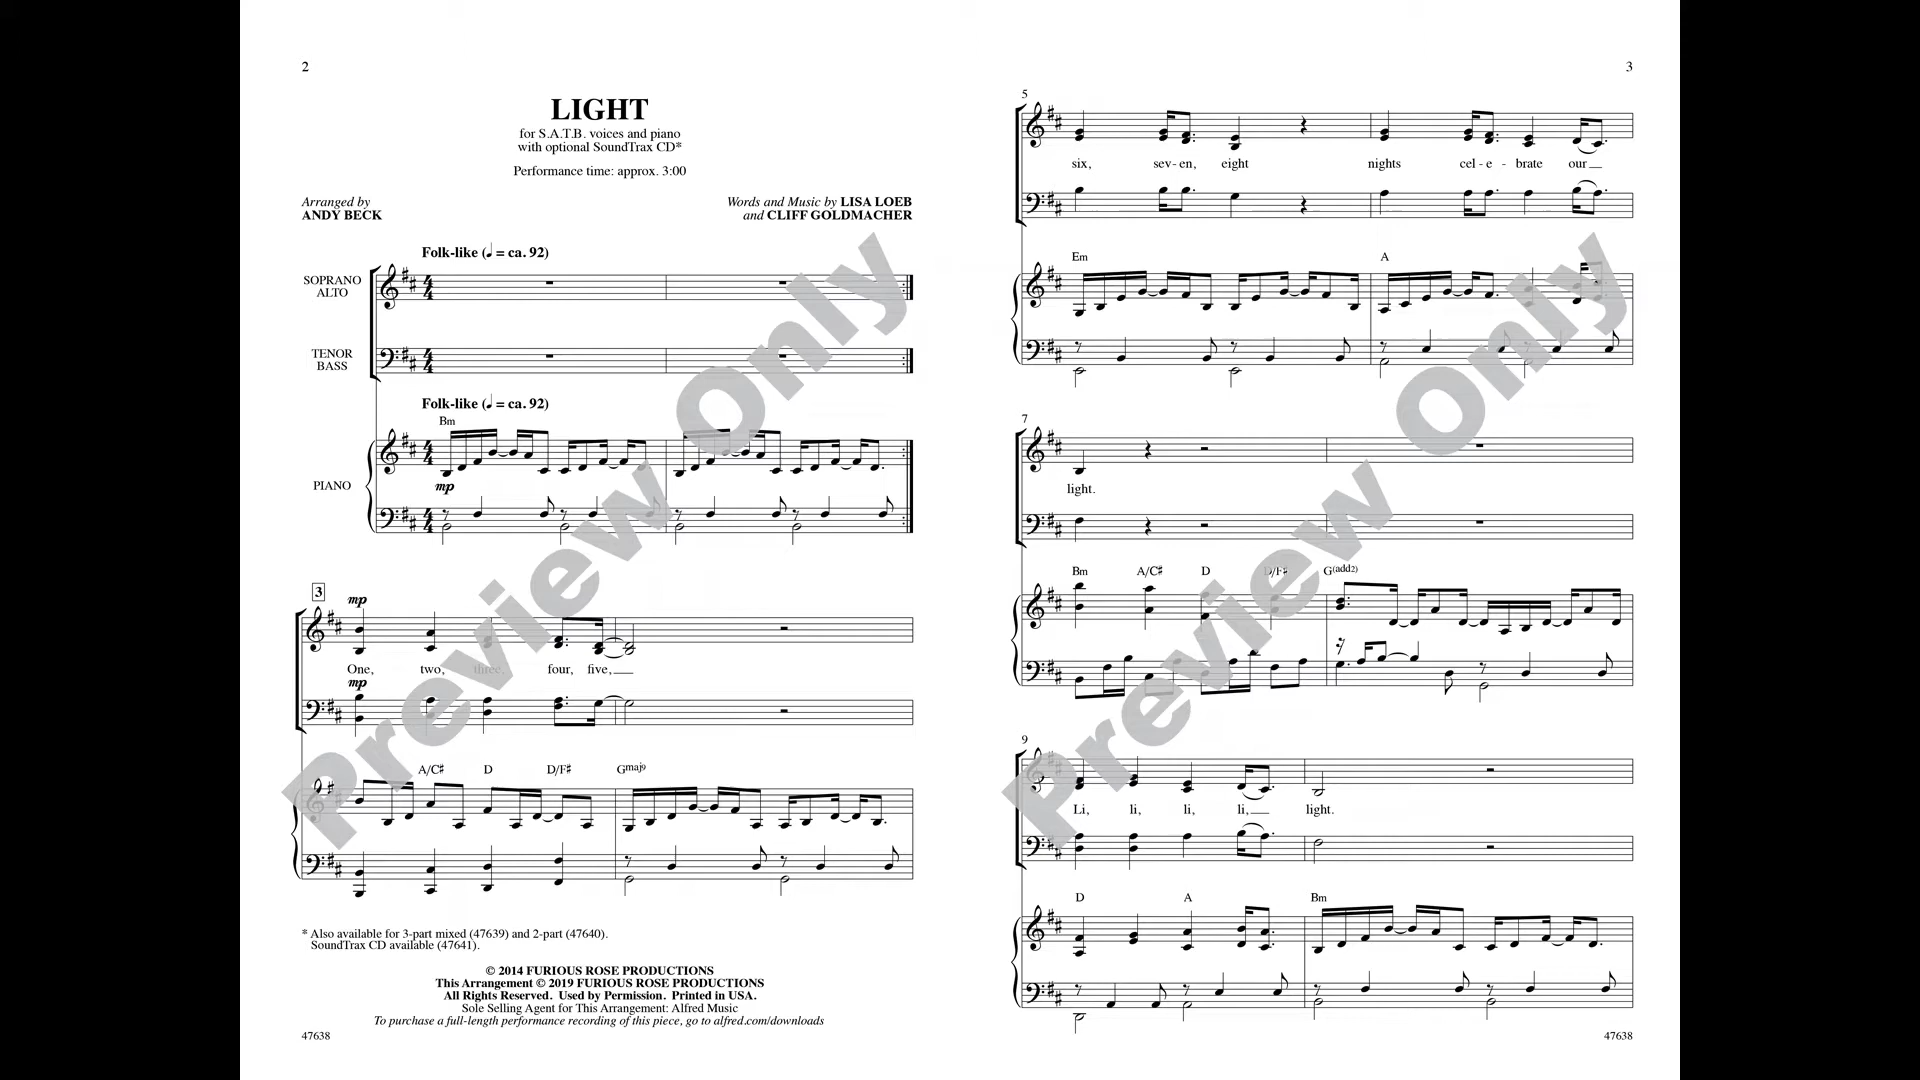 2
LIGHT
for S.A.T.B. voices and piano
with optional SoundTrax CD*
Performance time: approx. 3:00
Arranged by
ANDY BECK
Words and Music by LISA LOEB
and CLIFF GOLDMACHER
Folk-like (♩ = ca. 92)
SOPRANO
ALTO
TENOR
BASS
Folk-like (♩ = ca. 92)
Bm
PIANO
mp
3
mp
One, two, three, four, five,
mp
A/C♯ D D/F♯ Gmaj9
* Also available for 3-part mixed (47639) and 2-part (47640).
SoundTrax CD available (47641).
© 2014 FURIOUS ROSE PRODUCTIONS
This Arrangement © 2019 FURIOUS ROSE PRODUCTIONS
All Rights Reserved. Used by Permission. Printed in USA.
Sole Selling Agent for This Arrangement: Alfred Music
To purchase a full-length performance recording of this piece, go to alfred.com/downloads
47638
Preview Only
3
5
six, sev- en, eight nights cel - e - brate our
Em A
7
light.
Bm A/C♯ D D/F♯ G(add2)
9
Li, li, li, li, light.
D A Bm
47638
Preview Only